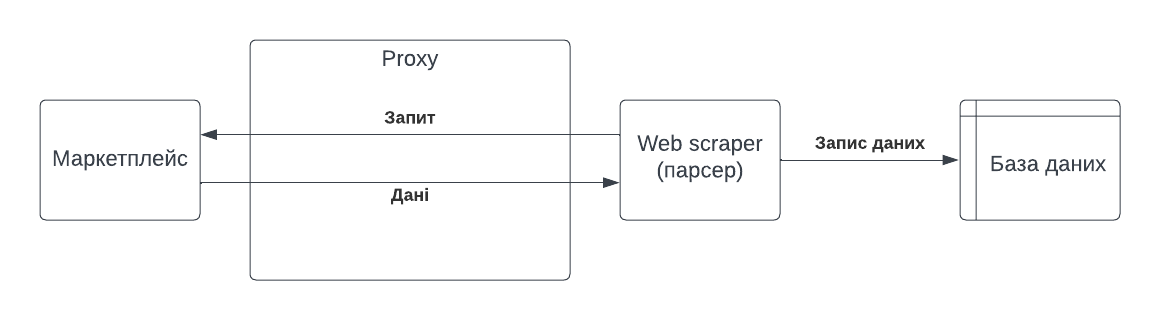 Proxy
Запит
Маркетплейс
Дані
Web scraper
(парсер)
Запис даних
База даних